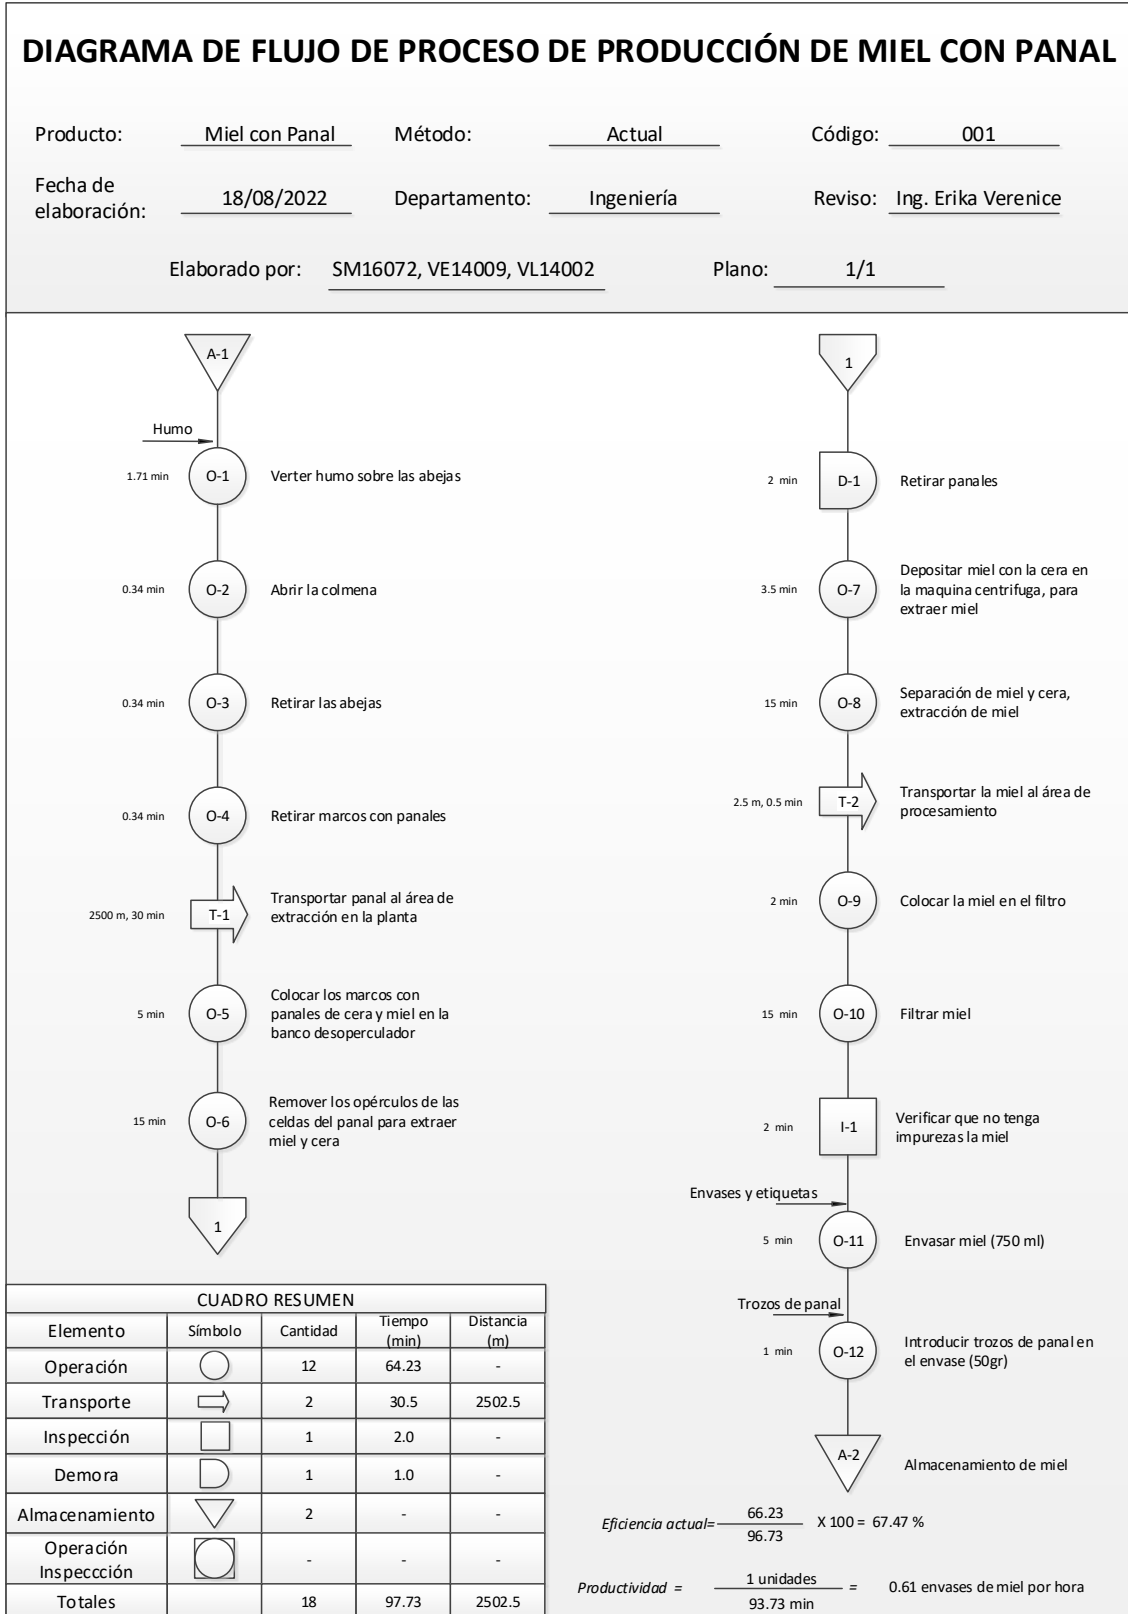 DIAGRAMA DE FLUJO DE PROCESO DE PRODUCCIÓN DE MIEL CON PANAL
Producto: Miel con Panal Método: Actual Código: 001
Fecha de
elaboración: 18/08/2022 Departamento: Ingeniería Reviso: Ing. Erika Verenice
Elaborado por: SM16072, VE14009, VL14002 Plano: 1/1
A-1
Humo
1.71 min O-1 Verter humo sobre las abejas
0.34 min O-2 Abrir la colmena
0.34 min O-3 Retirar las abejas
0.34 min O-4 Retirar marcos con panales
2500 m, 30 min T-1 Transportar panal al área de
extracción en la planta
5 min O-5 Colocar los marcos con
panales de cera y miel en la
banco desoperculador
15 min O-6 Remover los opérculos de las
celdas del panal para extraer
miel y cera
1
1
2 min D-1 Retirar panales
3.5 min O-7 Depositar miel con la cera en
la maquina centrifuga, para
extraer miel
15 min O-8 Separación de miel y cera,
extracción de miel
2.5 m, 0.5 min T-2 Transportar la miel al área de
procesamiento
2 min O-9 Colocar la miel en el filtro
15 min O-10 Filtrar miel
2 min I-1 Verificar que no tenga
impurezas la miel
Envases y etiquetas
5 min O-11 Envasar miel (750 ml)
Trozos de panal
1 min O-12 Introducir trozos de panal en
el envase (50gr)
A-2 Almacenamiento de miel
CUADRO RESUMEN
Elemento Símbolo Cantidad Tiempo (min) Distancia (m)
Operación 12 64.23 -
Transporte 2 30.5 2502.5
Inspección 1 2.0 -
Demora 1 1.0 -
Almacenamiento 2 - -
Operación
Inspeccción - - -
Totales 18 97.73 2502.5
Eficiencia actual= 66.23
96.73 X 100 = 67.47 %
Productividad = 1 unidades
93.73 min = 0.61 envases de miel por hora